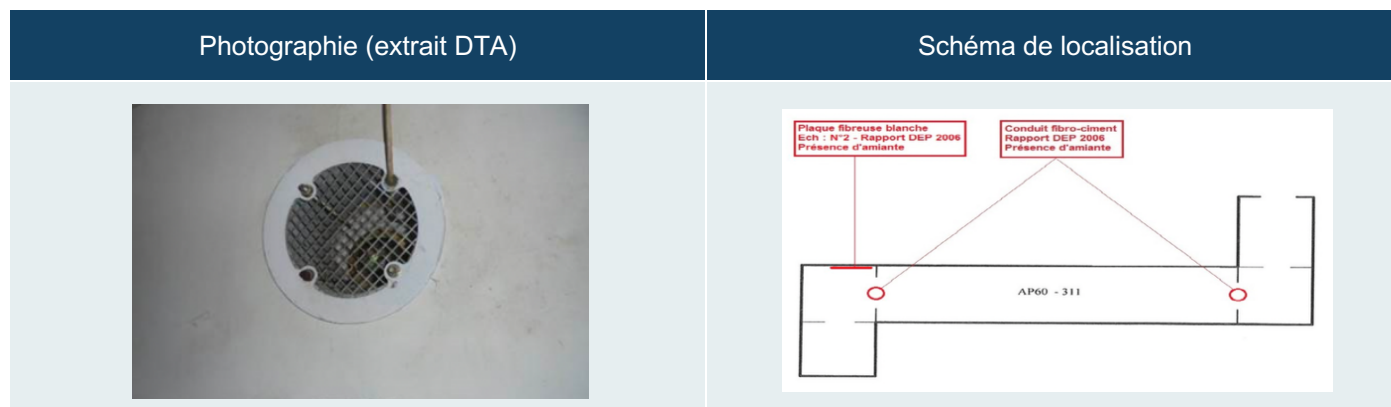 Photographie (extrait DTA)
Schéma de localisation
Plaque fibreuse blanche
Ech : N°2 - Rapport DEP 2006
Présence d'amiante
Conduit fibro-ciment
Rapport DEP 2006
Présence d'amiante
AP60 - 311